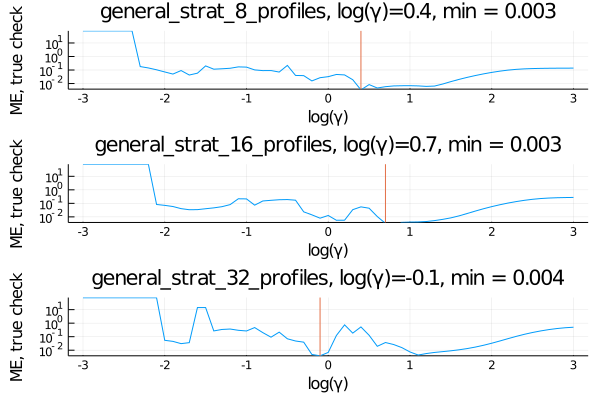 general_strat_8_profiles, log(γ)=0.4, min = 0.003
ME, true check
10¹
10⁰
10⁻¹
10⁻²
-3 -2 -1 0 1 2 3
log(γ)
general_strat_16_profiles, log(γ)=0.7, min = 0.003
ME, true check
10¹
10⁰
10⁻¹
10⁻²
-3 -2 -1 0 1 2 3
log(γ)
general_strat_32_profiles, log(γ)=-0.1, min = 0.004
ME, true check
10¹
10⁰
10⁻¹
10⁻²
-3 -2 -1 0 1 2 3
log(γ)